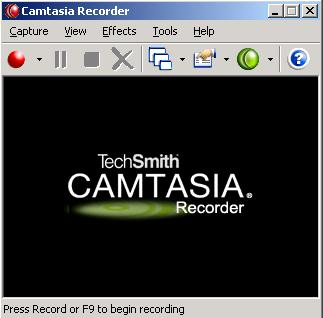 Camtasia Recorder
Capture View Effects Tools Help
TechSmith
CAMTASIA®
Recorder
Press Record or F9 to begin recording